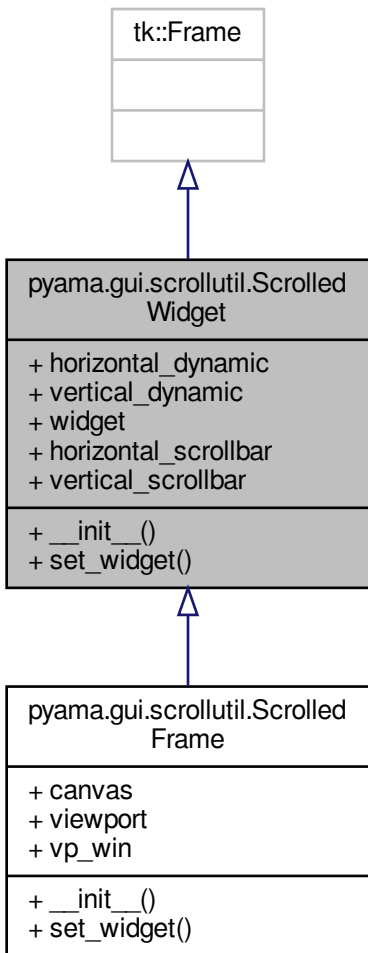 tk::Frame
pyama.gui.scrollutil.Scrolled
Widget
+ horizontal_dynamic
+ vertical_dynamic
+ widget
+ horizontal_scrollbar
+ vertical_scrollbar
+ __init__()
+ set_widget()
pyama.gui.scrollutil.Scrolled
Frame
+ canvas
+ viewport
+ vp_win
+ __init__()
+ set_widget()